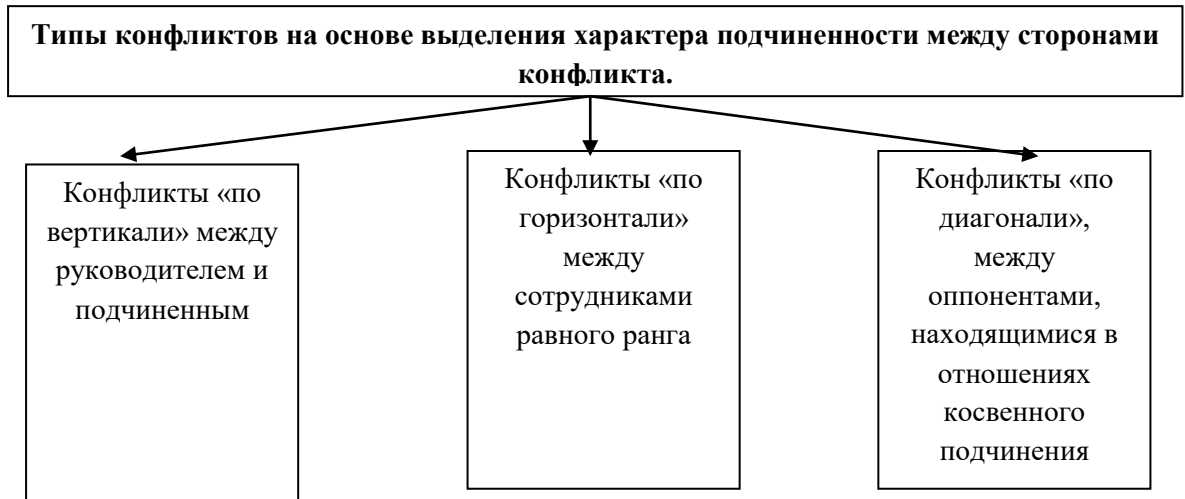 Типы конфликтов на основе выделения характера подчиненности между сторонами
конфликта.
Конфликты «по
вертикали» между
руководителем и
подчиненным
Конфликты «по
горизонтали»
между
сотрудниками
равного ранга
Конфликты «по
диагонали»,
между
оппонентами,
находящимися в
отношениях
косвенного
подчинения